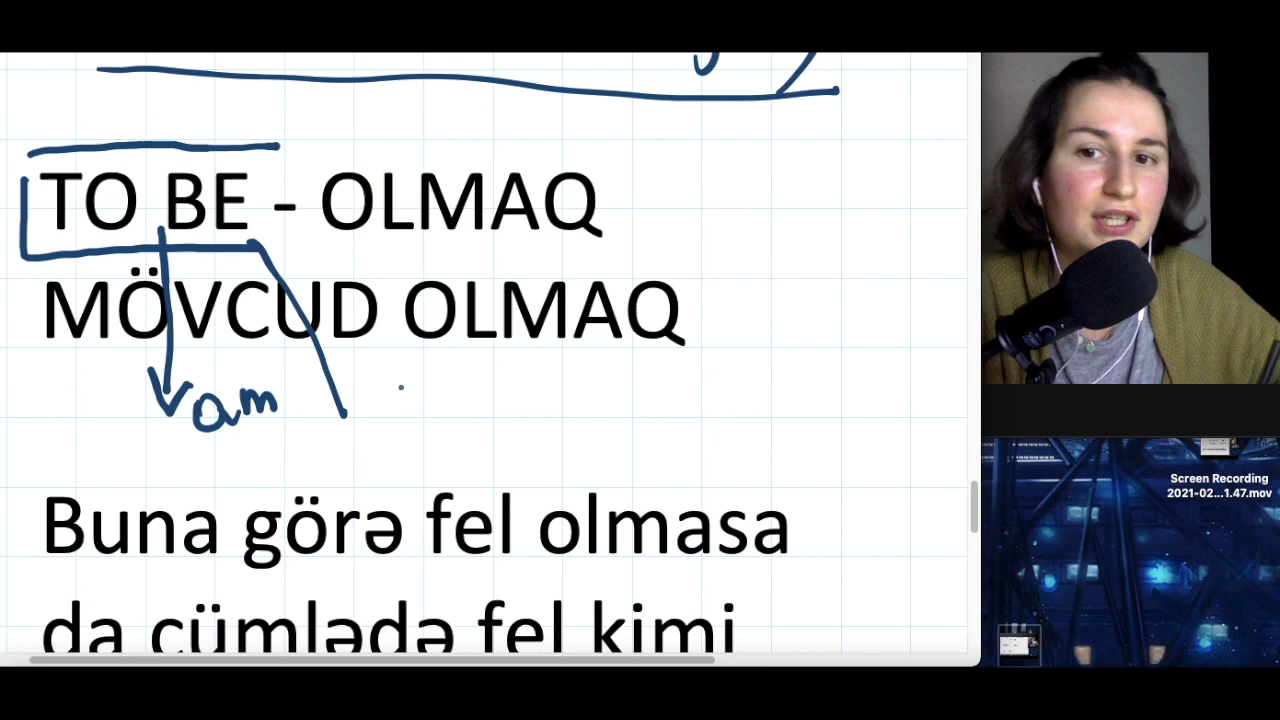 TO BE - OLMAQ
MÖVCUD OLMAQ
am
Buna görə fel olmasa
da cümlədə fel kimi
Screen Recording
2021-02...1.47.mov